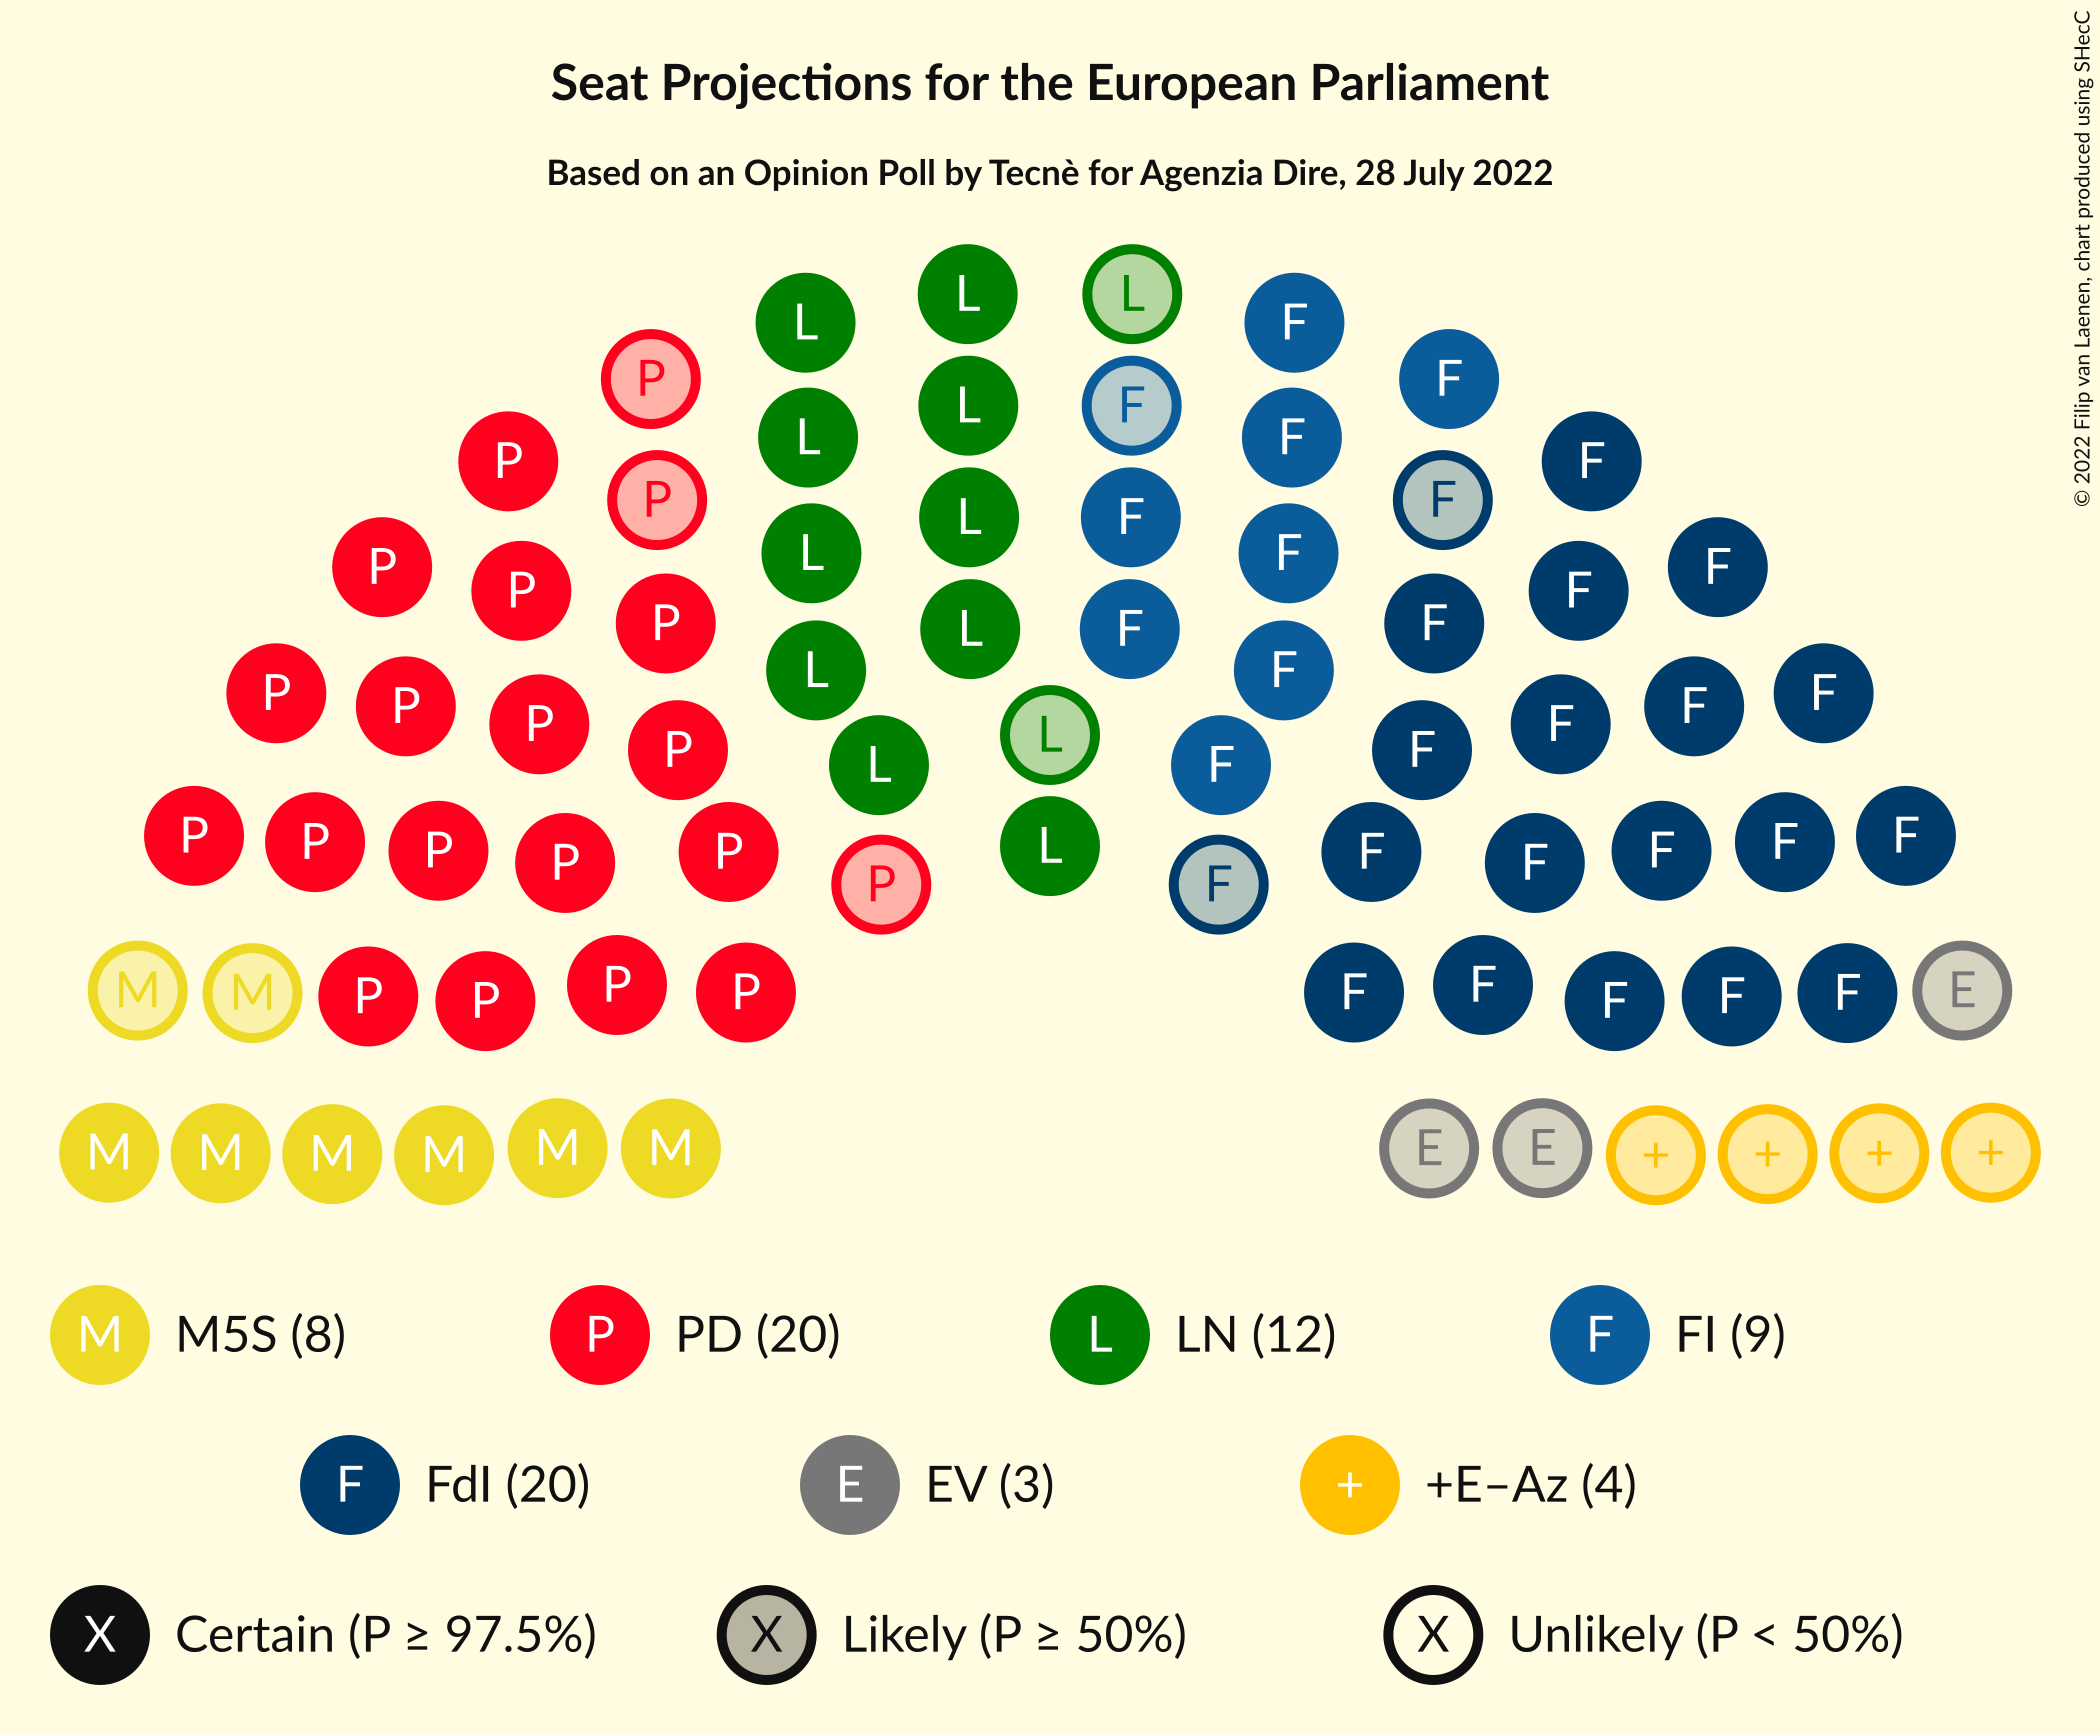 Seat Projections for the European Parliament
Based on an Opinion Poll by Tecnè for Agenzia Dire, 28 July 2022
© 2022 Filip van Laenen, chart produced using SHecC
L L
L F
P L L F F
L F
P L L F F
P P F F
P L L F F
P P L L F F
P P F F
P L L F F
P P P P F F F F
L
P P L F F F
P P P P P L F F F F F
P F
M M P P P P F F F F F E
M M M M M M E E + + + +
M M5S (8) P PD (20) L LN (12) F FI (9)
F FdI (20) E EV (3) + +E–Az (4)
X Certain (P ≥ 97.5%) X Likely (P ≥ 50%) X Unlikely (P < 50%)